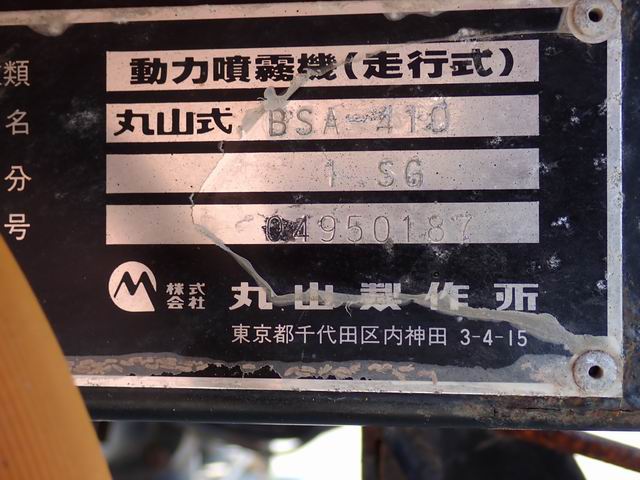 類 動力噴霧機(走行式)
名 丸山式 BSA-410
分 1 SG
号 04950187
M 株式会社 丸山製作所
東京都千代田区内神田 3-4-15